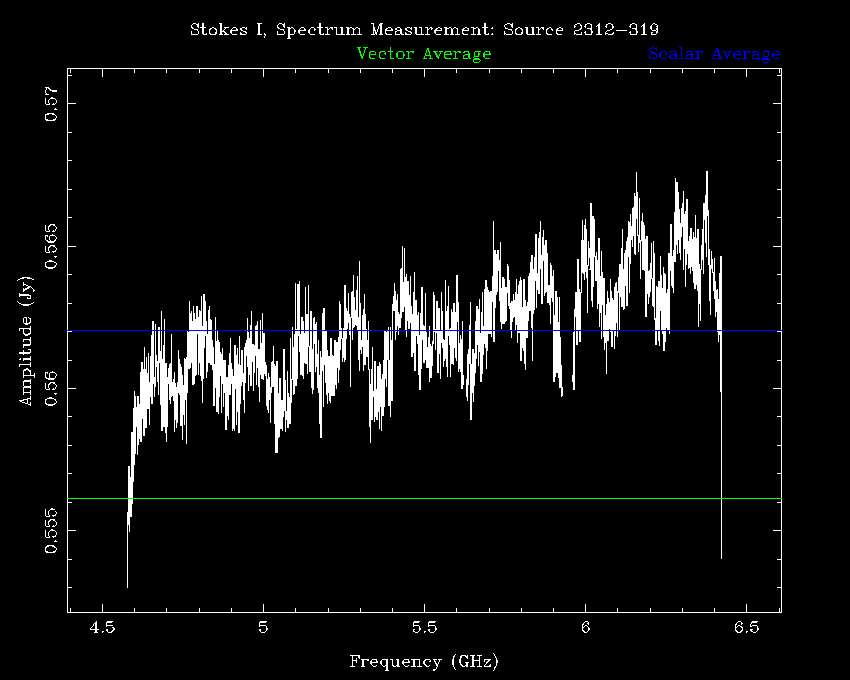 Stokes I, Spectrum Measurement: Source 2312-319
Vector Average Scalar Average
0.57
0.565
0.56
0.555
Amplitude (Jy)
4.5 5 5.5 6 6.5
Frequency (GHz)